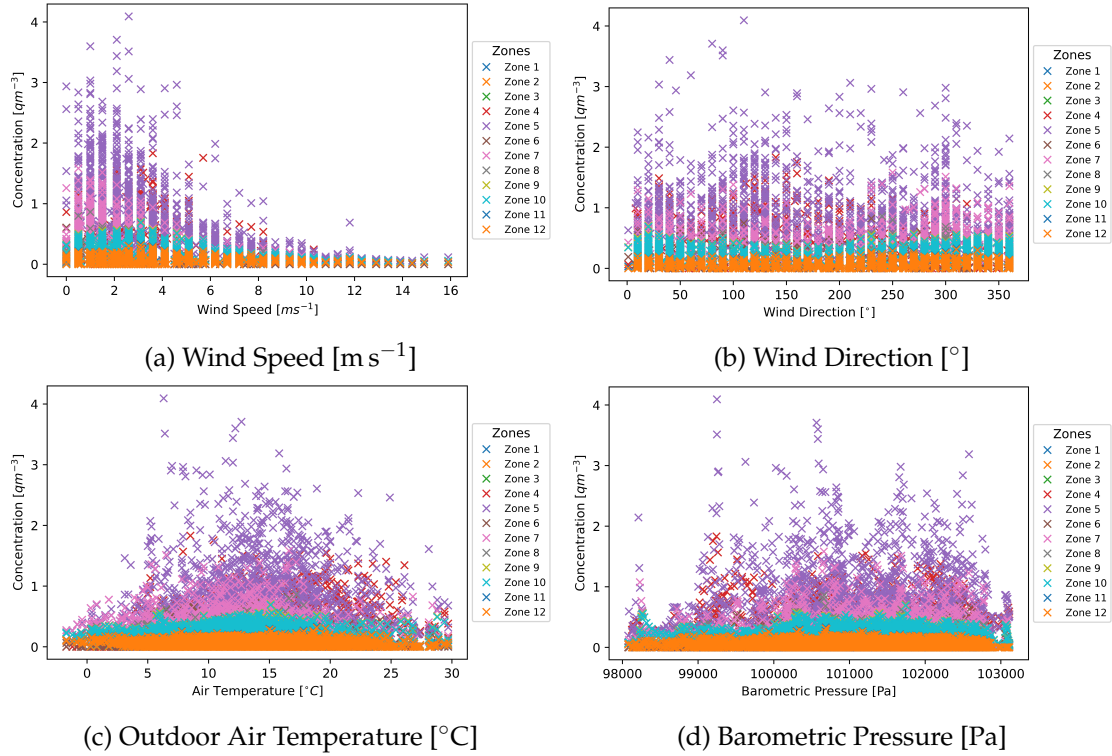 4
3
2
1
0
Concentration [qm⁻³]
0 2 4 6 8 10 12 14 16
Wind Speed [ms⁻¹]
Zones
Zone 1
Zone 2
Zone 3
Zone 4
Zone 5
Zone 6
Zone 7
Zone 8
Zone 9
Zone 10
Zone 11
Zone 12
(a) Wind Speed [m s⁻¹]
4
3
2
1
0
Concentration [qm⁻³]
0 50 100 150 200 250 300 350
Wind Direction [°]
Zones
Zone 1
Zone 2
Zone 3
Zone 4
Zone 5
Zone 6
Zone 7
Zone 8
Zone 9
Zone 10
Zone 11
Zone 12
(b) Wind Direction [°]
4
3
2
1
0
Concentration [qm⁻³]
0 5 10 15 20 25 30
Air Temperature [°C]
Zones
Zone 1
Zone 2
Zone 3
Zone 4
Zone 5
Zone 6
Zone 7
Zone 8
Zone 9
Zone 10
Zone 11
Zone 12
(c) Outdoor Air Temperature [°C]
4
3
2
1
0
Concentration [qm⁻³]
98000 99000 100000 101000 102000 103000
Barometric Pressure [Pa]
Zones
Zone 1
Zone 2
Zone 3
Zone 4
Zone 5
Zone 6
Zone 7
Zone 8
Zone 9
Zone 10
Zone 11
Zone 12
(d) Barometric Pressure [Pa]